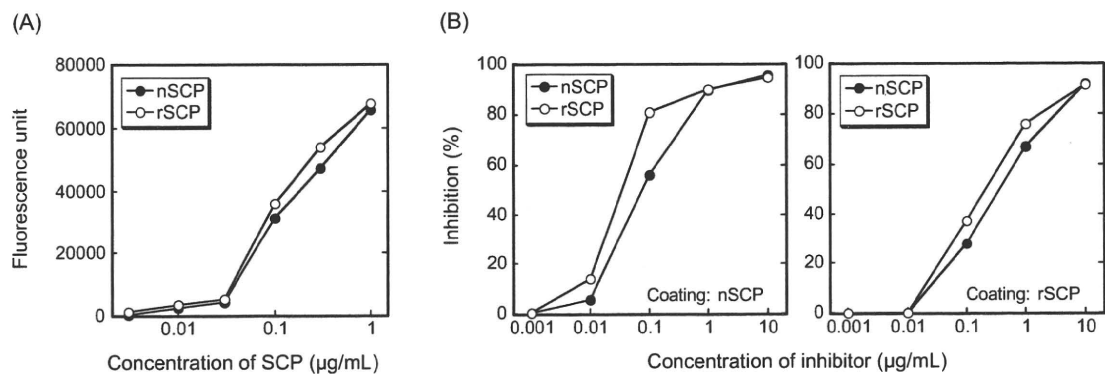 (A)
(B)
Fluorescence unit
80000
60000
40000
20000
0
nSCP
rSCP
0.01
0.1
1
Concentration of SCP (µg/mL)
Inhibition (%)
100
80
60
40
20
0
nSCP
rSCP
Coating: nSCP
0.001
0.01
0.1
1
10
100
80
60
40
20
0
nSCP
rSCP
Coating: rSCP
0.001
0.01
0.1
1
10
Concentration of inhibitor (µg/mL)